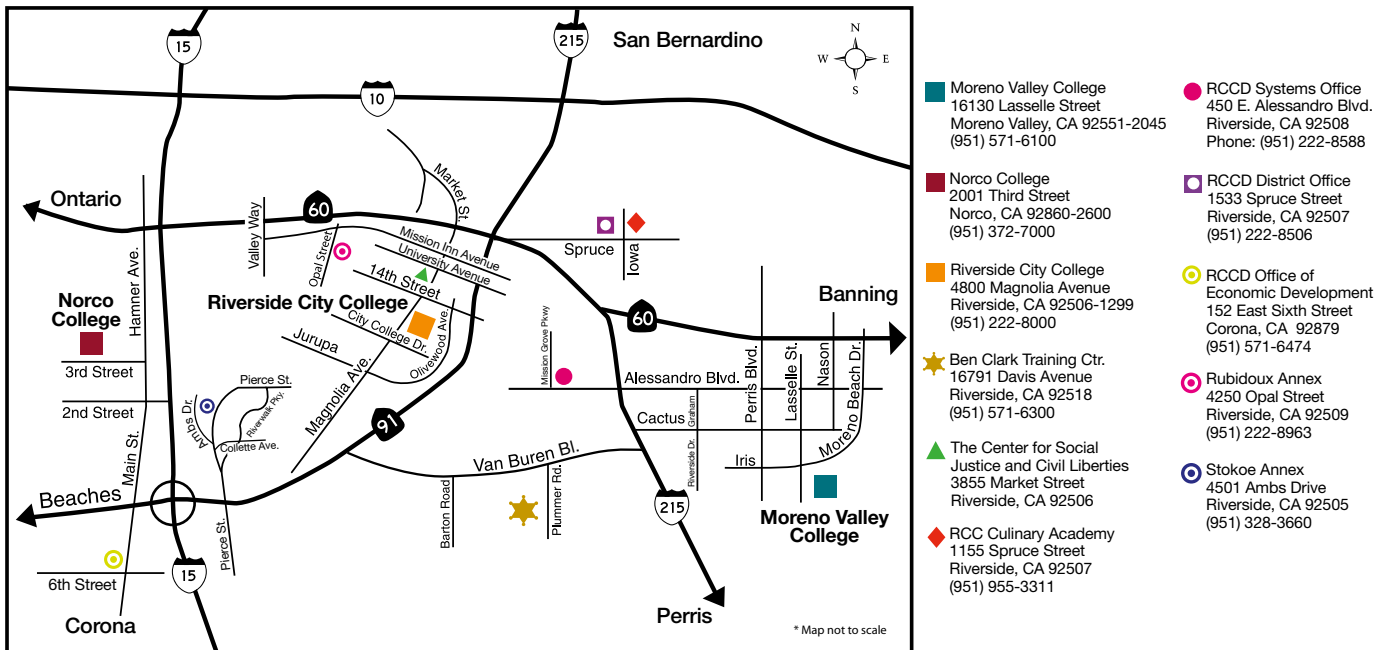 15
215
San Bernardino
N
W
E
S
10
Ontario
Hamner Ave.
Valley Way
60
Market St.
Opal Street
Mission Inn Avenue
University Avenue
14th Street
Spruce
Iowa
Norco
College
Riverside City College
City College Dr.
Olivewood Ave.
Jurupa
Magnolia Ave.
60
Banning
3rd Street
2nd Street
Main St.
Pierce St.
Ambs Dr.
Riverwalk Pky.
Collette Ave.
Pierce St.
Mission Grove Pkwy
Alessandro Blvd.
Perris Blvd.
Lasselle St.
Nason
Moreno Beach Dr.
Cactus
Graham
Riverside Dr.
Iris
91
Van Buren Bl.
Barton Road
Plummer Rd.
Beaches
215
Moreno Valley
College
6th Street
15
Corona
Perris
* Map not to scale
Moreno Valley College
16130 Lasselle Street
Moreno Valley, CA 92551-2045
(951) 571-6100
Norco College
2001 Third Street
Norco, CA 92860-2600
(951) 372-7000
Riverside City College
4800 Magnolia Avenue
Riverside, CA 92506-1299
(951) 222-8000
Ben Clark Training Ctr.
16791 Davis Avenue
Riverside, CA 92518
(951) 571-6300
The Center for Social
Justice and Civil Liberties
3855 Market Street
Riverside, CA 92506
RCC Culinary Academy
1155 Spruce Street
Riverside, CA 92507
(951) 955-3311
RCCD Systems Office
450 E. Alessandro Blvd.
Riverside, CA 92508
Phone: (951) 222-8588
RCCD District Office
1533 Spruce Street
Riverside, CA 92507
(951) 222-8506
RCCD Office of
Economic Development
152 East Sixth Street
Corona, CA 92879
(951) 571-6474
Rubidoux Annex
4250 Opal Street
Riverside, CA 92509
(951) 222-8963
Stokoe Annex
4501 Ambs Drive
Riverside, CA 92505
(951) 328-3660